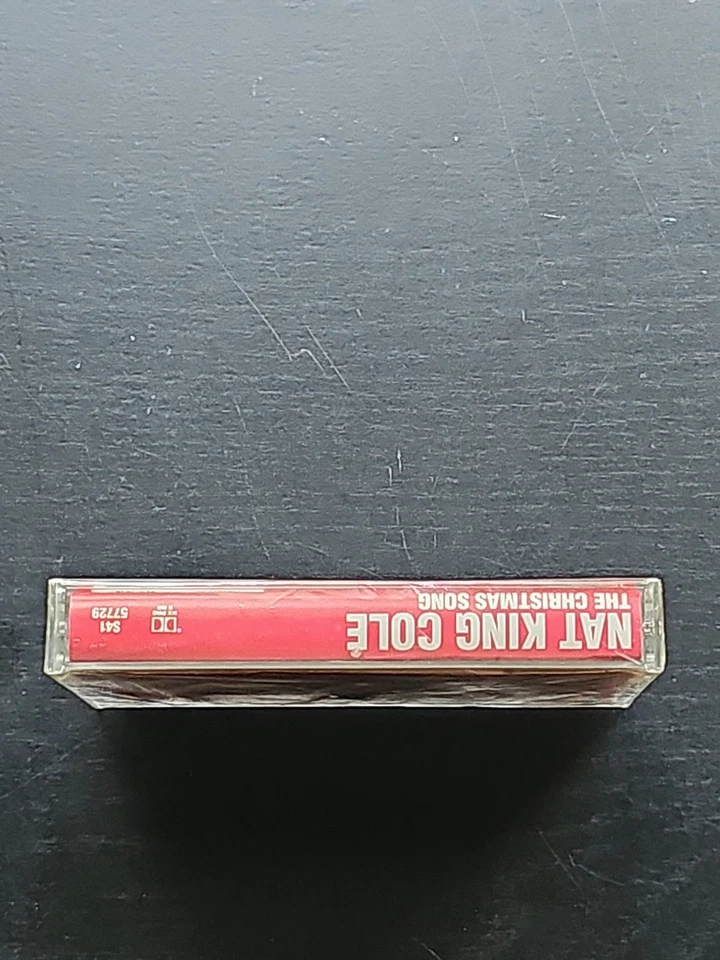 NAT KING COLE
THE CHRISTMAS SONG
S41
57729